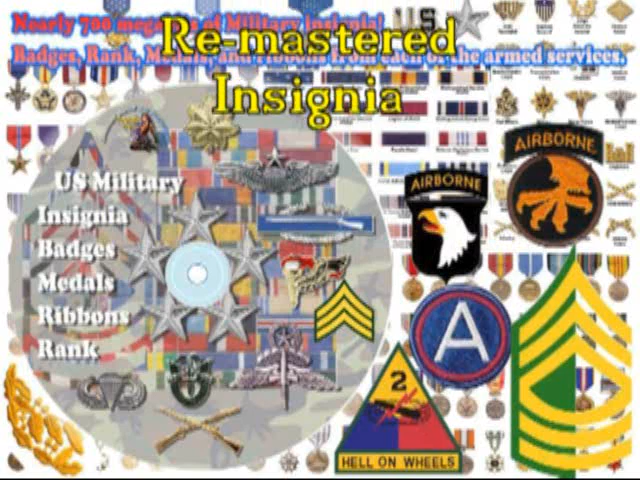 Nearly 700 megabytes of Military Insignia!
U.S.
Re-mastered
Badges, Rank, Medals, and ribbons from each of the armed services.
Insignia
US Military
Insignia
Badges
Medals
Ribbons
Rank
AIRBORNE
AIRBORNE
A
2
HELL ON WHEELS